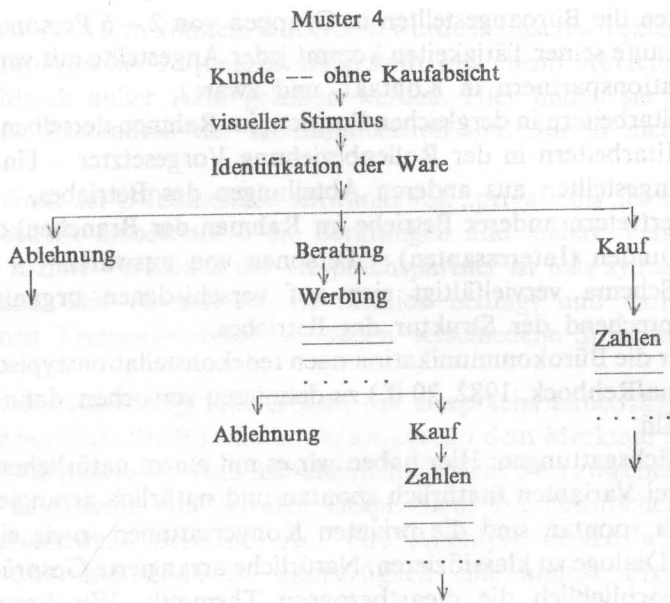 Muster 4
Kunde –– ohne Kaufabsicht
visueller Stimulus
Identifikation der Ware
Ablehnung Beratung Kauf
Werbung
Zahlen
Ablehnung Kauf
Zahlen